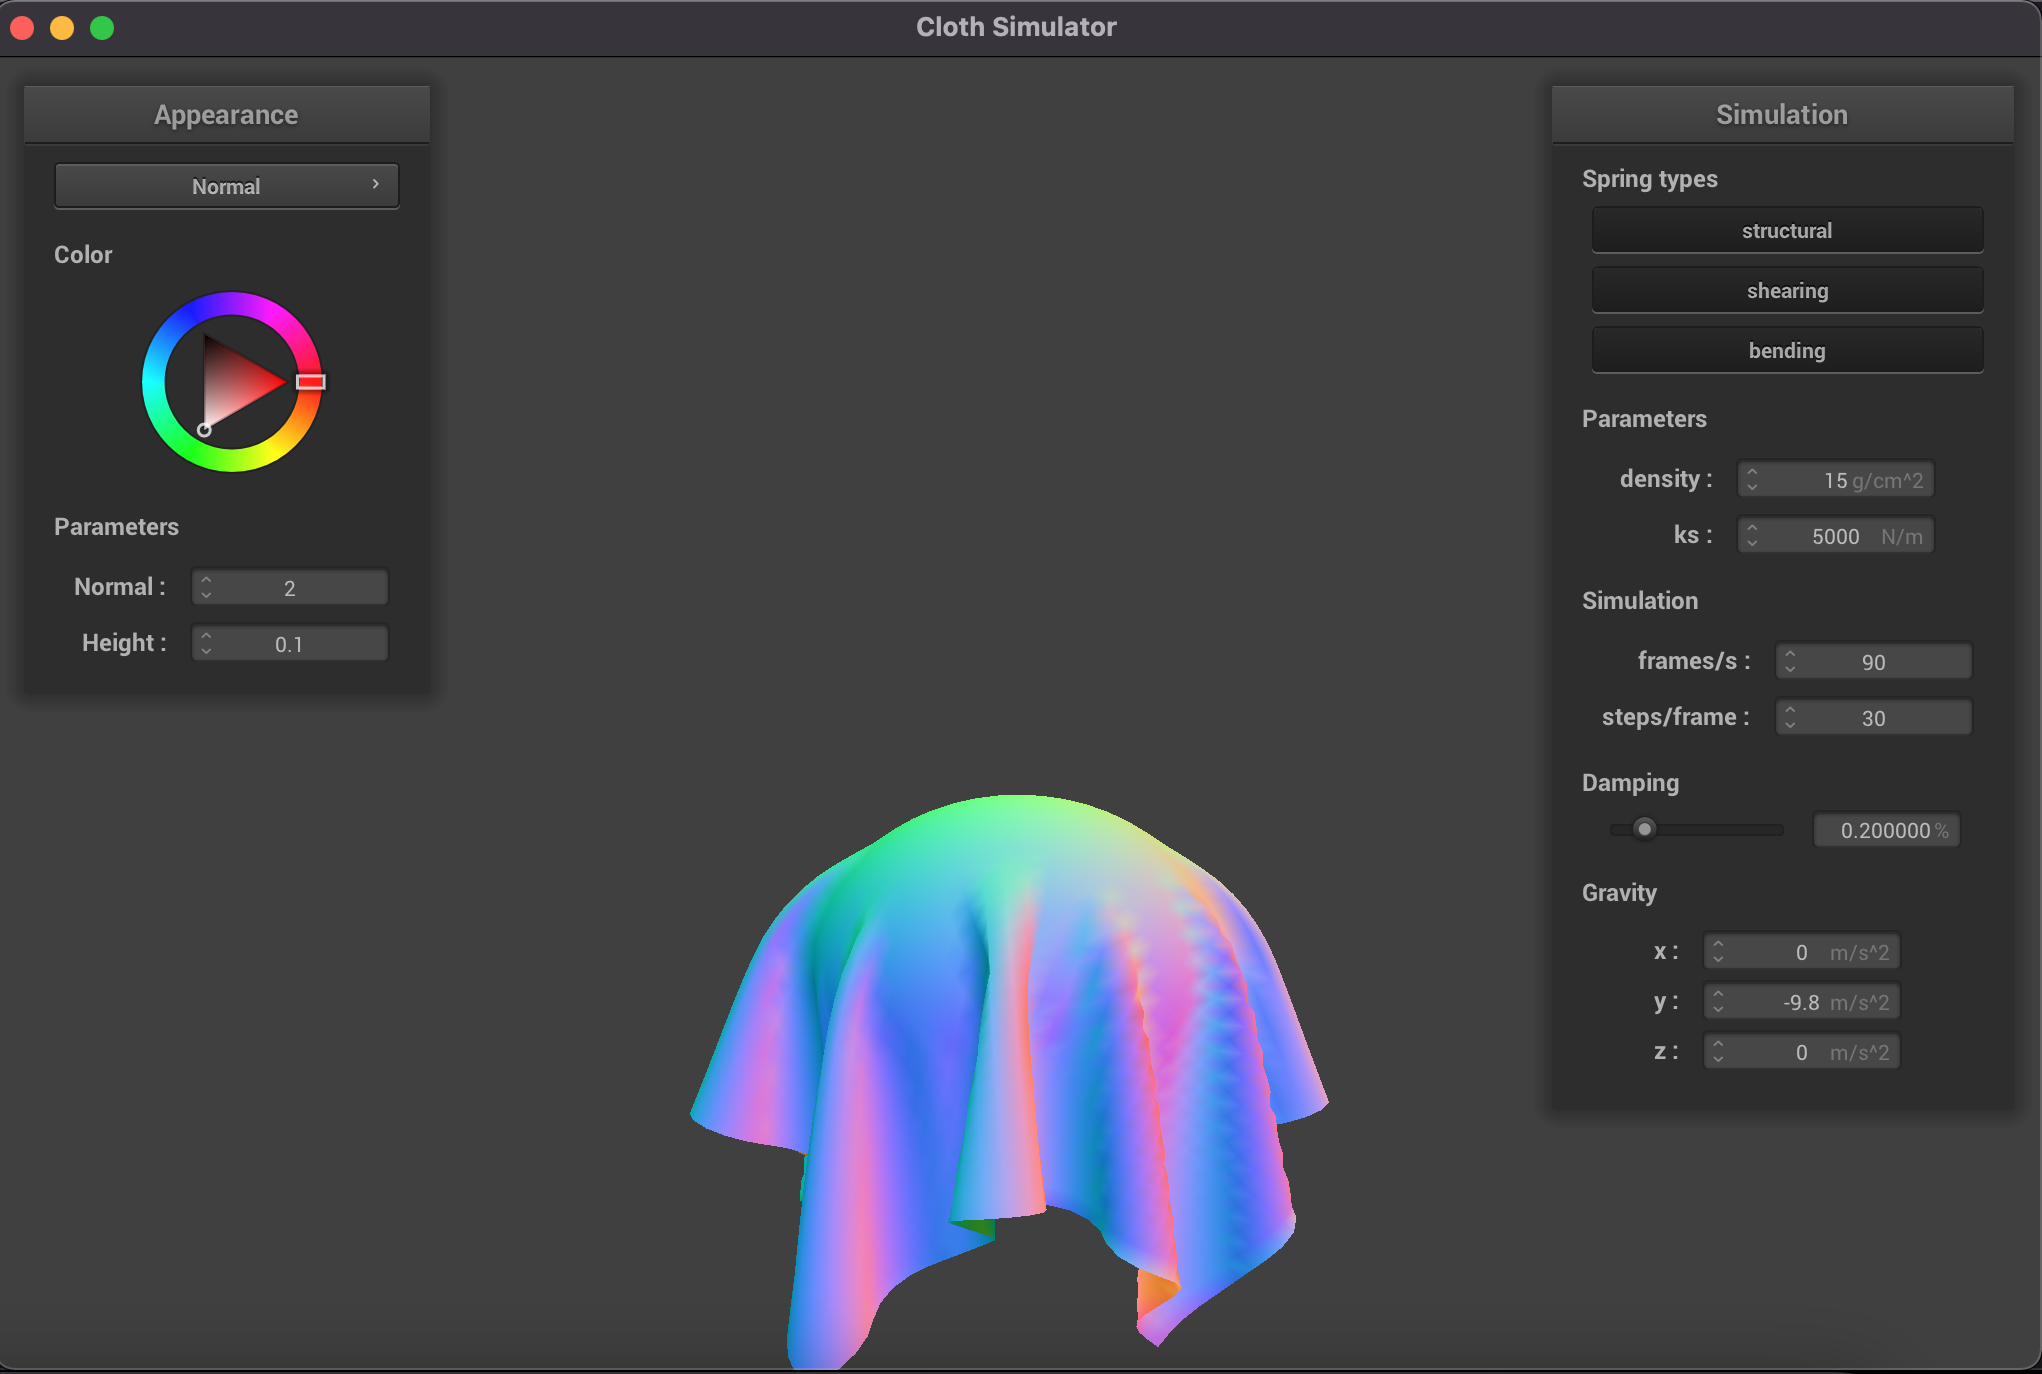 Cloth Simulator
Appearance
Normal
Color
Parameters
Normal : 2
Height : 0.1
Simulation
Spring types
structural
shearing
bending
Parameters
density : 15 g/cm^2
ks : 5000 N/m
Simulation
frames/s : 90
steps/frame : 30
Damping
0.200000 %
Gravity
x : 0 m/s^2
y : -9.8 m/s^2
z : 0 m/s^2